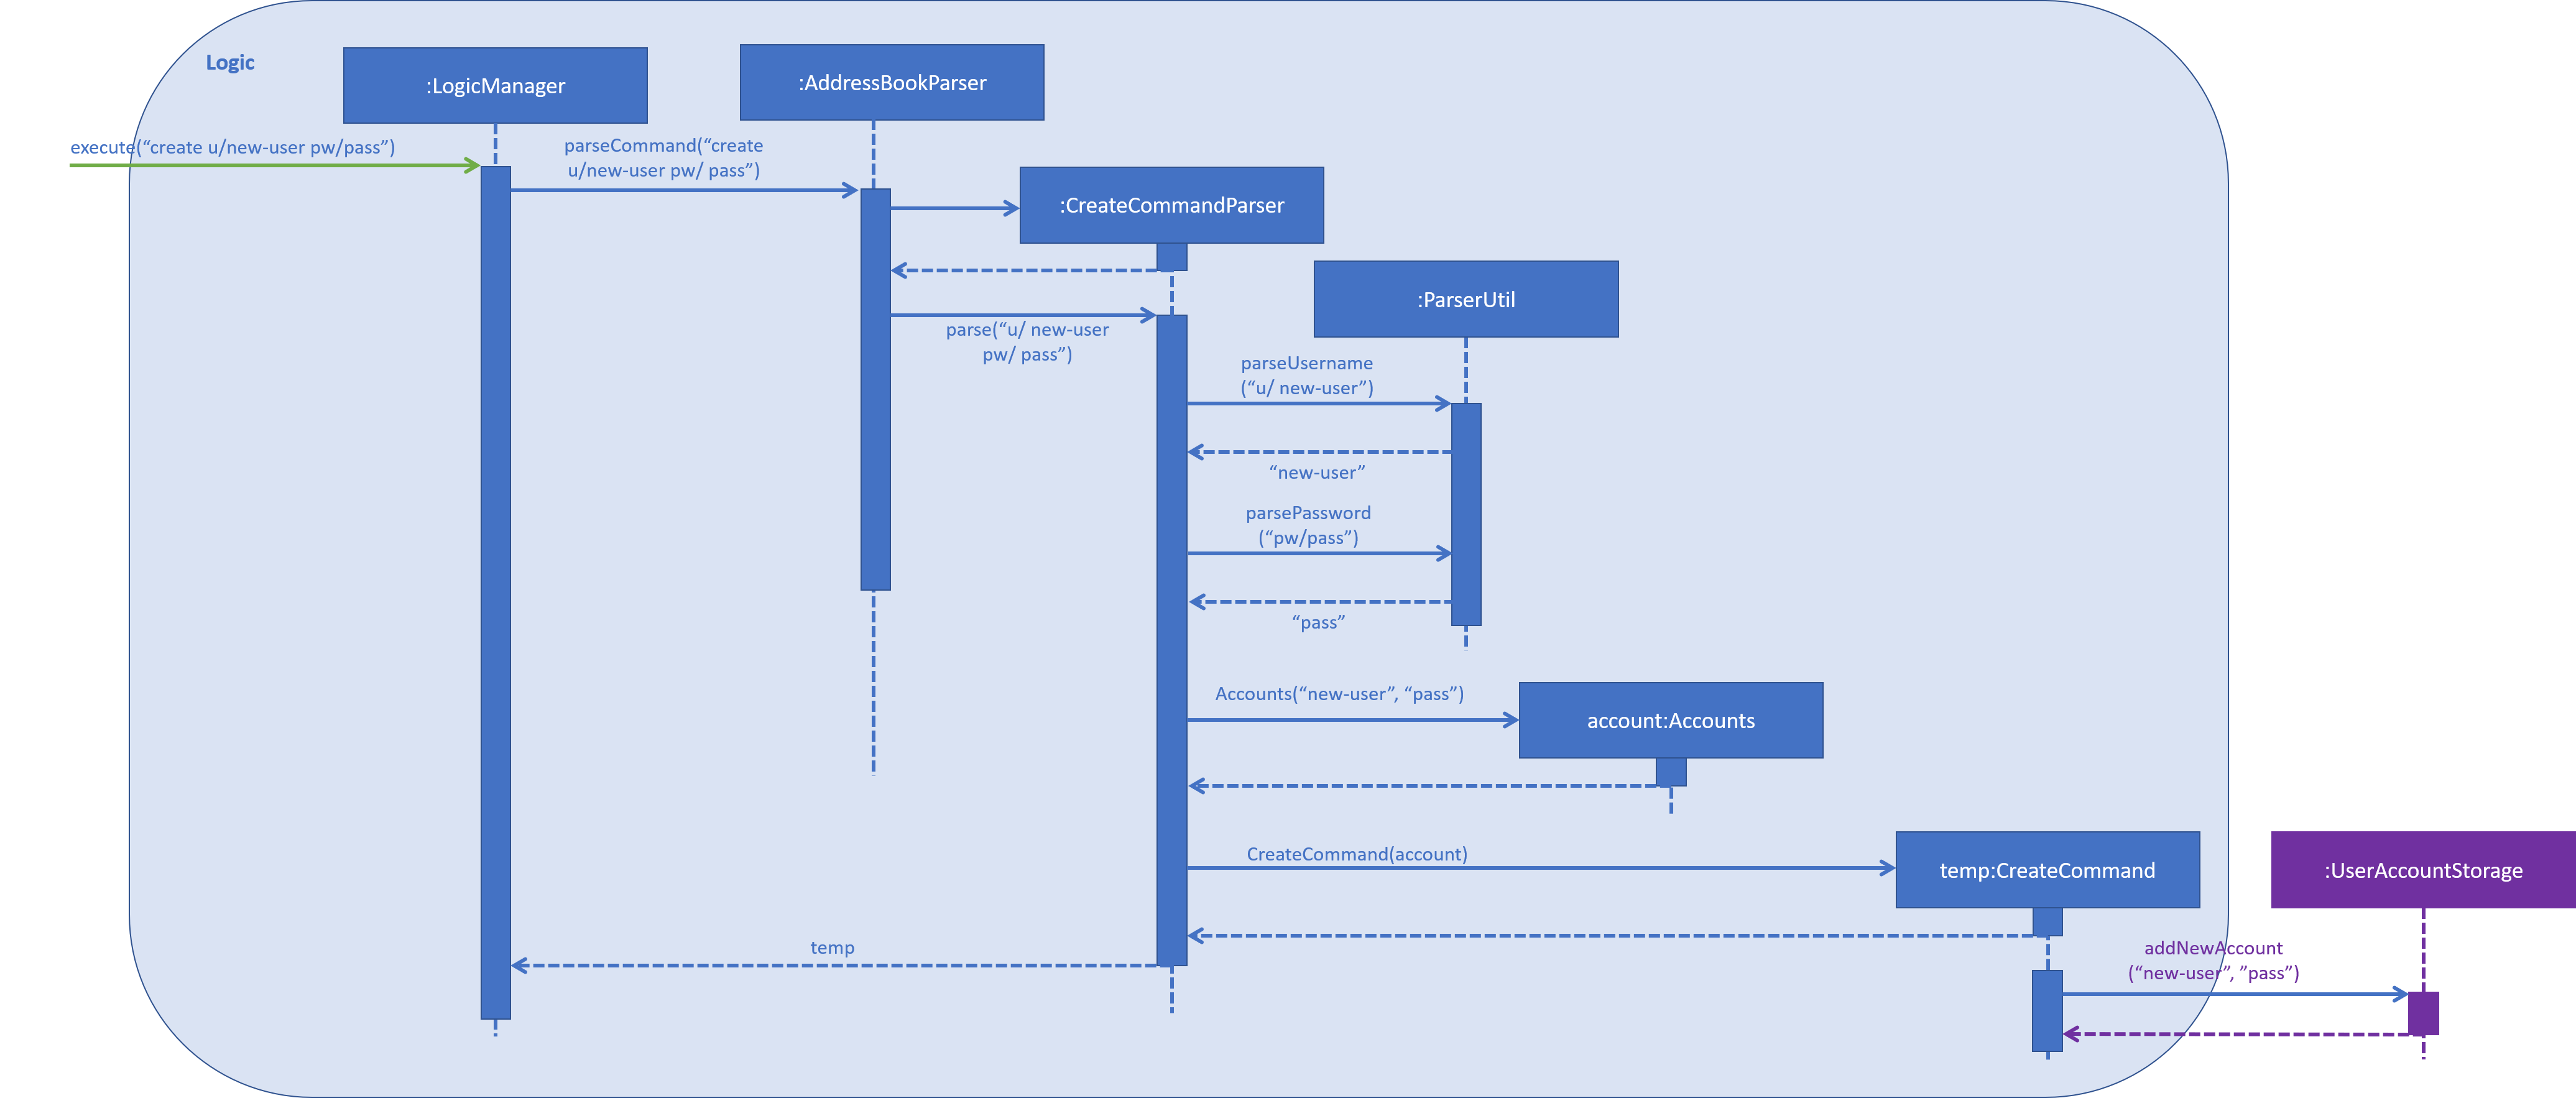 Logic
:LogicManager
:AddressBookParser
execute(“create u/new-user pw/pass”)
parseCommand(“create
u/new-user pw/ pass”)
:CreateCommandParser
:ParserUtil
parse(“u/ new-user
pw/ pass”)
parseUsername
(“u/ new-user”)
“new-user”
parsePassword
(“pw/pass”)
“pass”
Accounts(“new-user”, “pass”)
account:Accounts
CreateCommand(account)
temp:CreateCommand
:UserAccountStorage
temp
addNewAccount
(“new-user”, ”pass”)